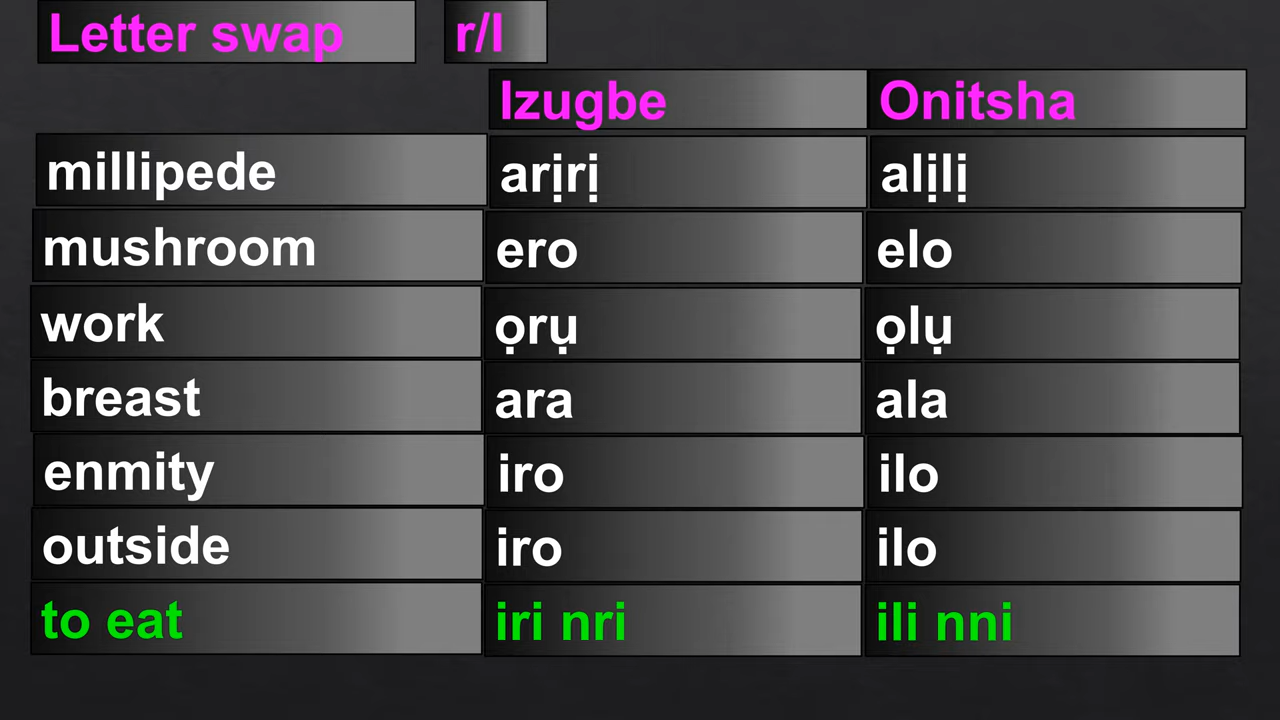 Letter swap r/l
Izugbe Onitsha
millipede arịrị alịlị
mushroom ero elo
work ọrụ ọlụ
breast ara ala
enmity iro ilo
outside iro ilo
to eat iri nri ili nni